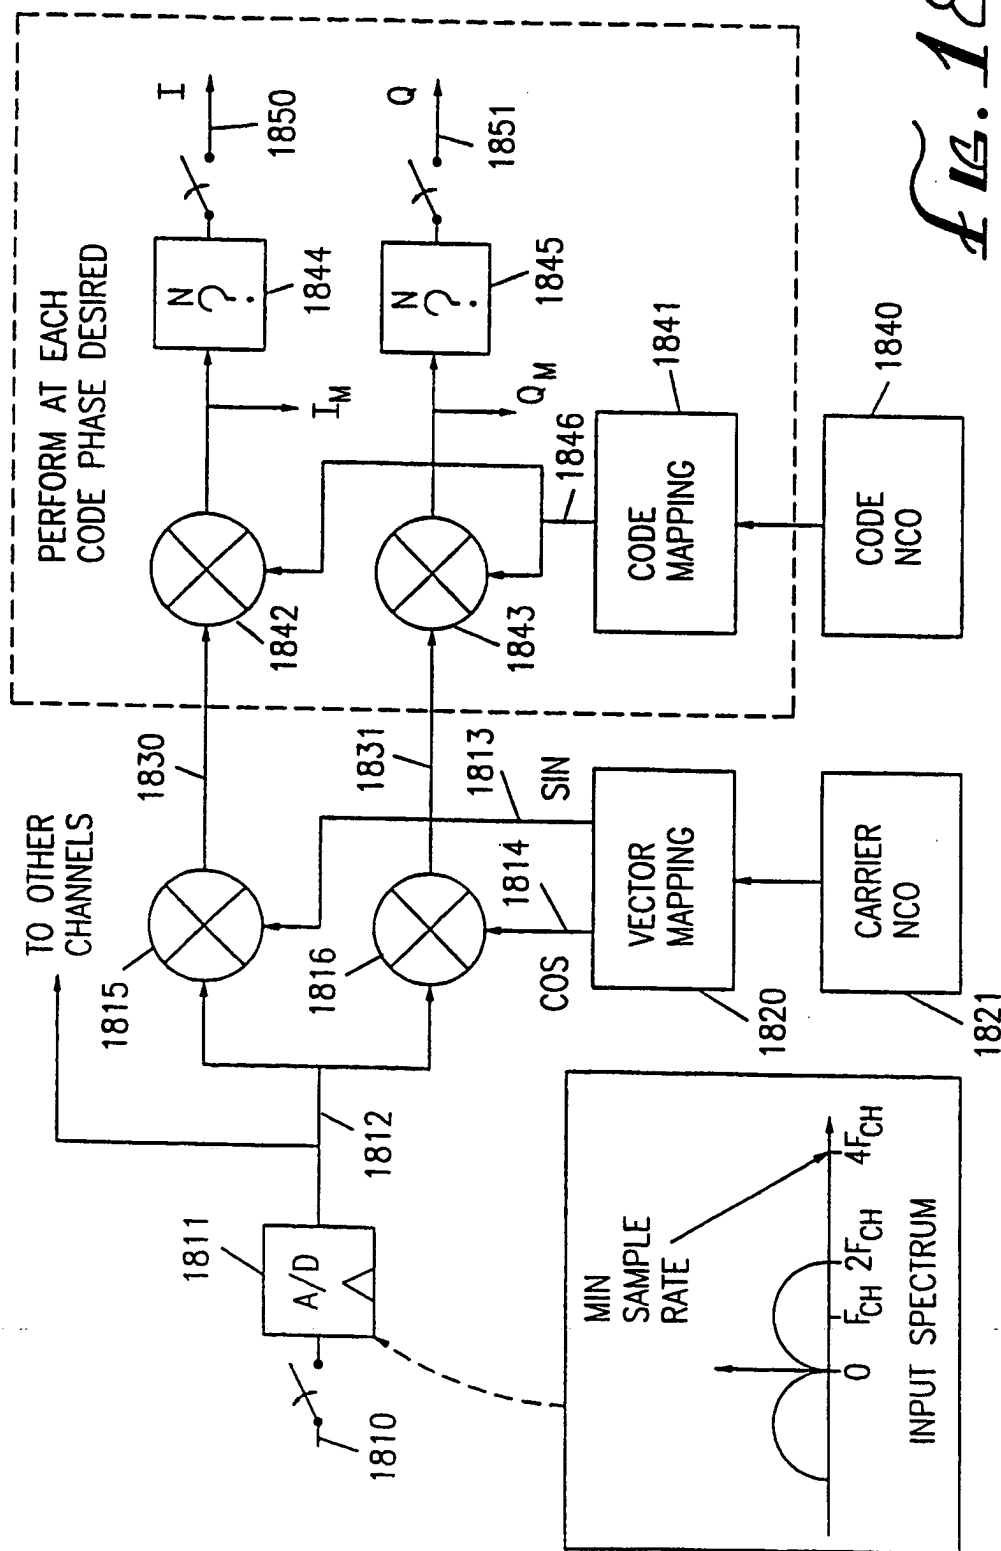 PERFORM AT EACH
CODE PHASE DESIRED
TO OTHER
CHANNELS
1810
1811
A/D
1812
1815
1816
1830
1831
1813
SIN
1814
COS
VECTOR
MAPPING
1820
CARRIER
NCO
1821
1842
1843
I_M
Q_M
N
?
1844
N
?
1845
1846
CODE
MAPPING
1841
CODE
NCO
1840
I
1850
Q
1851
MIN
SAMPLE
RATE
0
F_CH
2F_CH
4F_CH
INPUT SPECTRUM
FIG. 18